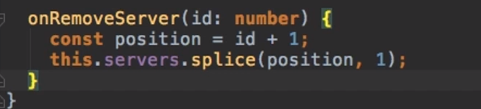 onRemoveServer(id: number) {
const position = id + 1;
this.servers.splice(position, 1);
}
}